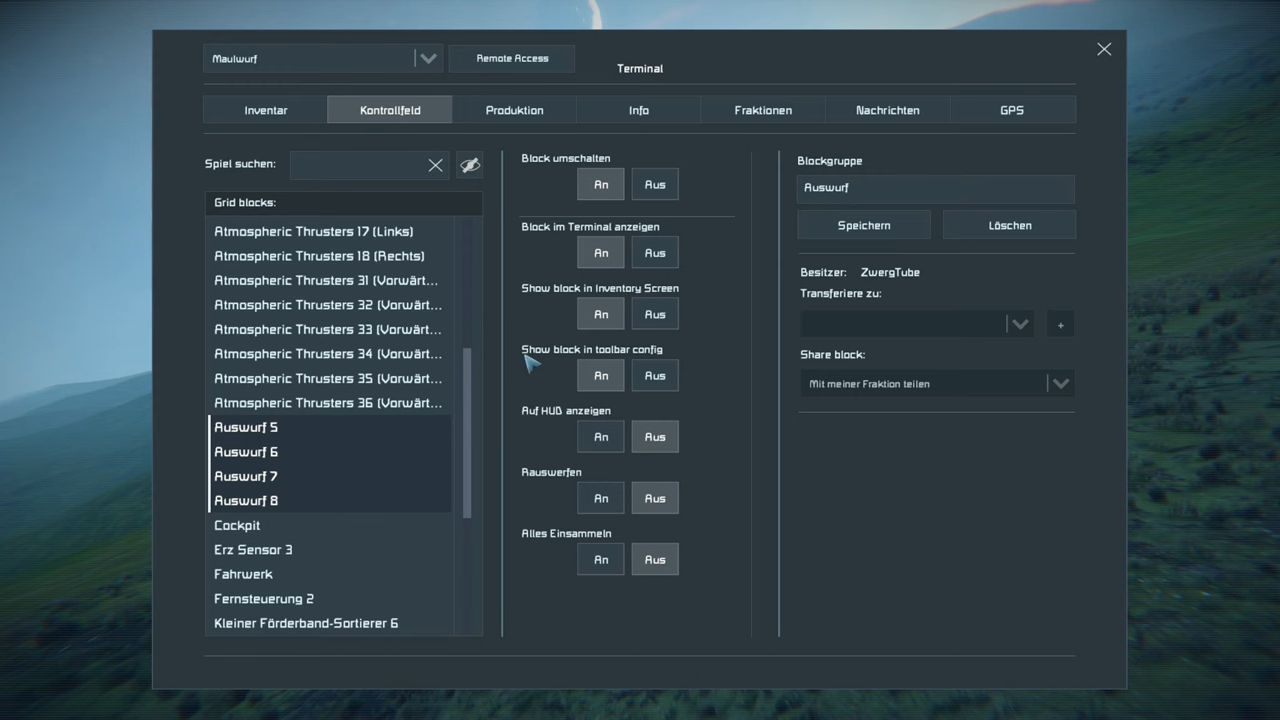 Maulwurf
Remote Access
Terminal
Inventar
Kontrollfeld
Produktion
Info
Fraktionen
Nachrichten
GPS
Spiel suchen:
Grid blocks:
Atmospheric Thrusters 17 (Links)
Atmospheric Thrusters 18 (Rechts)
Atmospheric Thrusters 31 (Vorwärt...
Atmospheric Thrusters 32 (Vorwärt...
Atmospheric Thrusters 33 (Vorwärt...
Atmospheric Thrusters 34 (Vorwärt...
Atmospheric Thrusters 35 (Vorwärt...
Atmospheric Thrusters 36 (Vorwärt...
Auswurf 5
Auswurf 6
Auswurf 7
Auswurf 8
Cockpit
Erz Sensor 3
Fahrwerk
Fernsteuerung 2
Kleiner Förderband-Sortierer 6
Block umschalten
An Aus
Block im Terminal anzeigen
An Aus
Show block in Inventory Screen
An Aus
Show block in toolbar config
An Aus
Auf HUD anzeigen
An Aus
Rauswerfen
An Aus
Alles Einsammeln
An Aus
Blockgruppe
Auswurf
Speichern Löschen
Besitzer: ZwergTube
Transferiere zu:
+
Share block:
Mit meiner Fraktion teilen